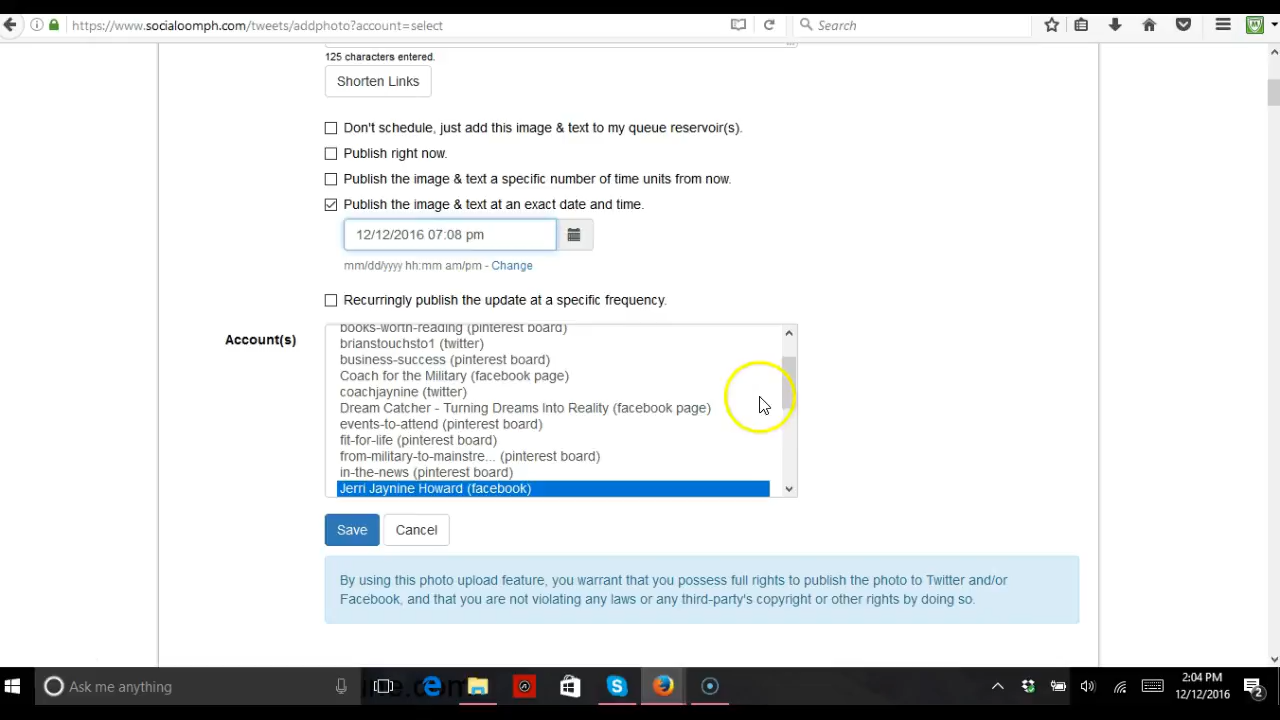 https://www.socialoomph.com/tweets/addphoto?account=select
Search
125 characters entered.
Shorten Links
Don't schedule, just add this image & text to my queue reservoir(s).
Publish right now.
Publish the image & text a specific number of time units from now.
Publish the image & text at an exact date and time.
12/12/2016 07:08 pm
mm/dd/yyyy hh:mm am/pm - Change
Recurringly publish the update at a specific frequency.
Account(s)
books-worth-reading (pinterest board)
brianstouchsto1 (twitter)
business-success (pinterest board)
Coach for the Military (facebook page)
coachjaynine (twitter)
Dream Catcher - Turning Dreams Into Reality (facebook page)
events-to-attend (pinterest board)
fit-for-life (pinterest board)
from-military-to-mainstre... (pinterest board)
in-the-news (pinterest board)
Jerri Jaynine Howard (facebook)
Save Cancel
By using this photo upload feature, you warrant that you possess full rights to publish the photo to Twitter and/or
Facebook, and that you are not violating any laws or any third-party's copyright or other rights by doing so.
Ask me anything
2:04 PM
12/12/2016
2